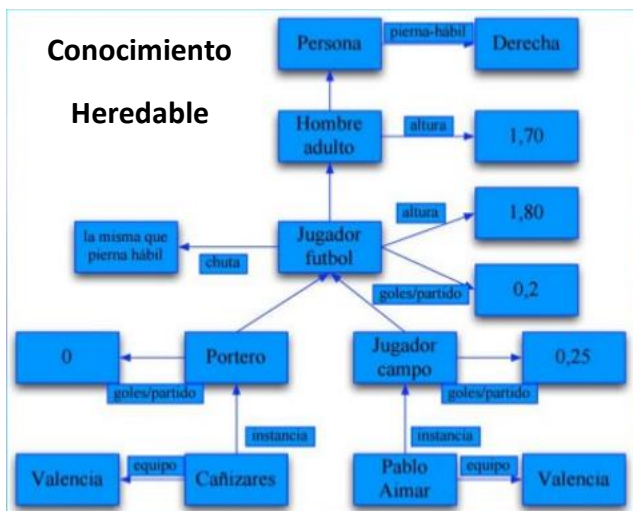 Conocimiento
Heredable
Persona
pierna-hábil
Derecha
Hombre
adulto
altura
1,70
la misma que
pierna hábil
chuta
Jugador
futbol
altura
1,80
goles/partido
0,2
0
goles/partido
Portero
Jugador
campo
goles/partido
0,25
instancia
instancia
Valencia
equipo
Cañizares
Pablo
Aimar
equipo
Valencia